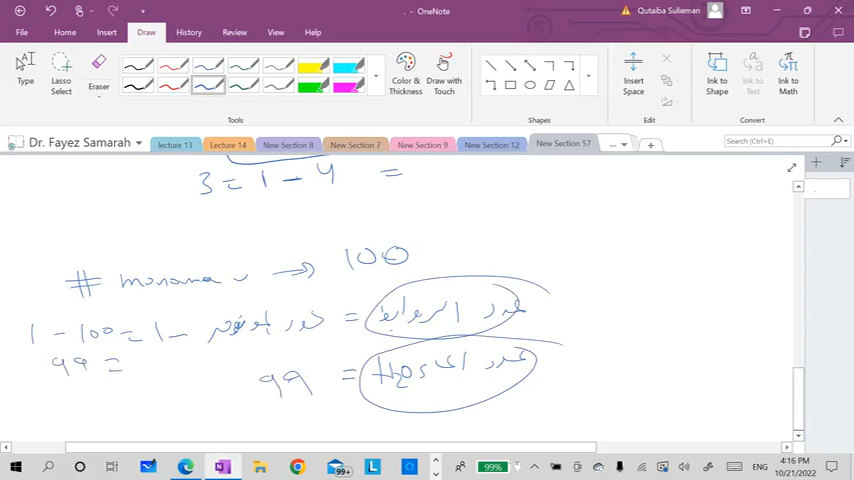 . - OneNote
Qutaiba Sulieman
File Home Insert Draw History Review View Help
Type
Lasso Select
Eraser
Color & Thickness
Draw with Touch
Insert Space
Ink to Shape
Ink to Text
Ink to Math
Tools
Shapes
Edit
Convert
Dr. Fayez Samarah
lecture 13 Lecture 14 New Section 8 New Section 7 New Section 9 New Section 12 New Section 57
Search (Ctrl+E)
3 = 1 - 4 =
# → 100
عدد الروابط = عدد - 1 = 100 - 1
= 99
عدد الـ H2O = 99
99+
99%
ENG
4:16 PM
10/21/2022